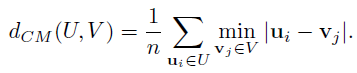 d_{CM}(U, V) = \frac{1}{n} \sum_{\mathbf{u}_i \in U} \min_{\mathbf{v}_j \in V} |\mathbf{u}_i - \mathbf{v}_j|.